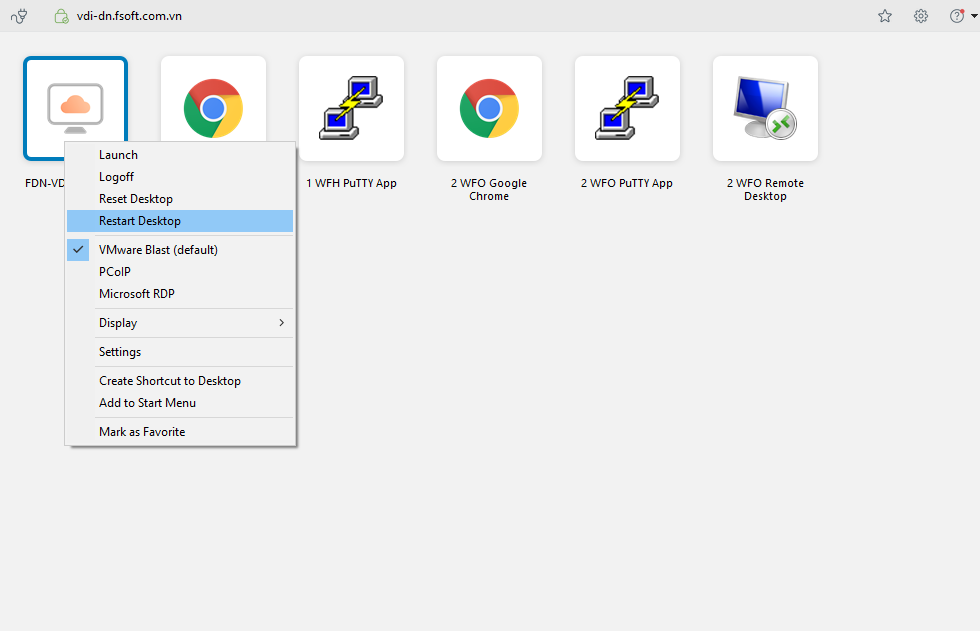 vdi-dn.fsoft.com.vn
FDN-VD
1 WFH PuTTY App
2 WFO Google
Chrome
2 WFO PuTTY App
2 WFO Remote
Desktop
Launch
Logoff
Reset Desktop
Restart Desktop
VMware Blast (default)
PCoIP
Microsoft RDP
Display
Settings
Create Shortcut to Desktop
Add to Start Menu
Mark as Favorite